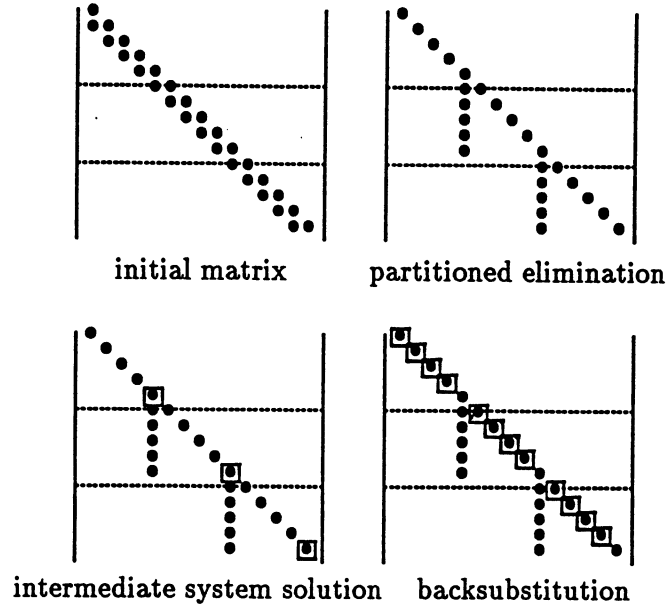 initial matrix
partitioned elimination
intermediate system solution
backsubstitution